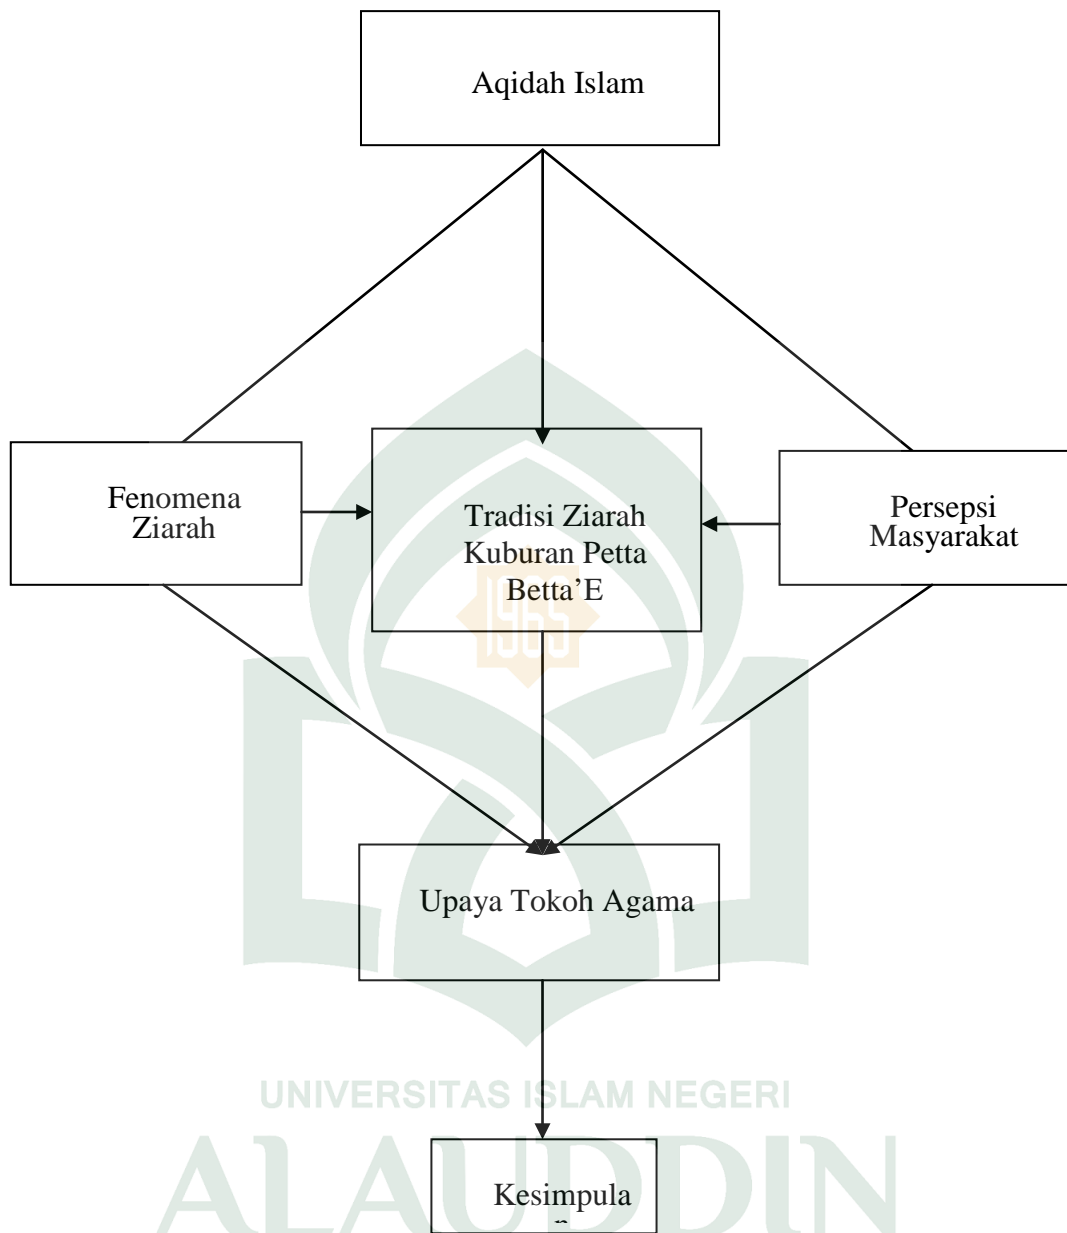 Aqidah Islam
Fenomena
Ziarah
Tradisi Ziarah
Kuburan Petta
Betta’E
Persepsi
Masyarakat
1965
Upaya Tokoh Agama
UNIVERSITAS ISLAM NEGERI
ALAUDDIN
Kesimpula
n